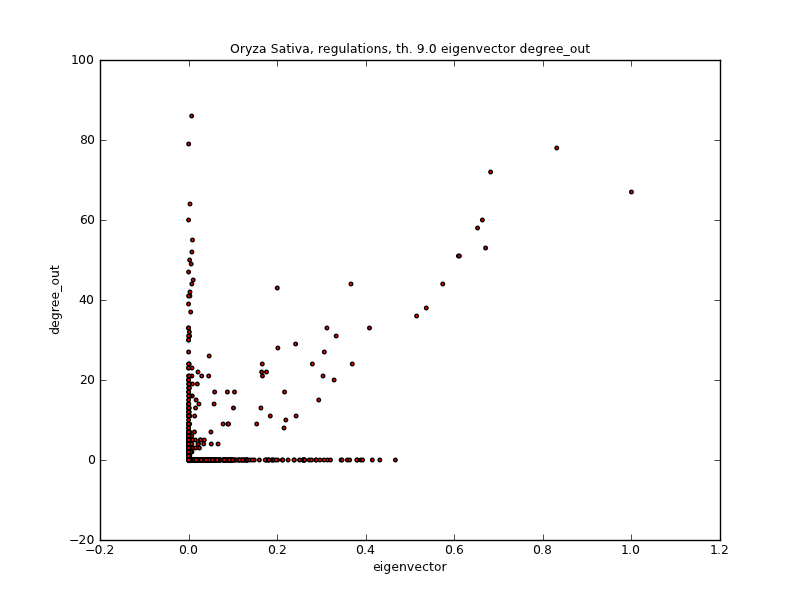 Oryza Sativa, regulations, th. 9.0 eigenvector degree_out
100
80
60
40
20
0
−20
degree_out
−0.2 0.0 0.2 0.4 0.6 0.8 1.0 1.2
eigenvector